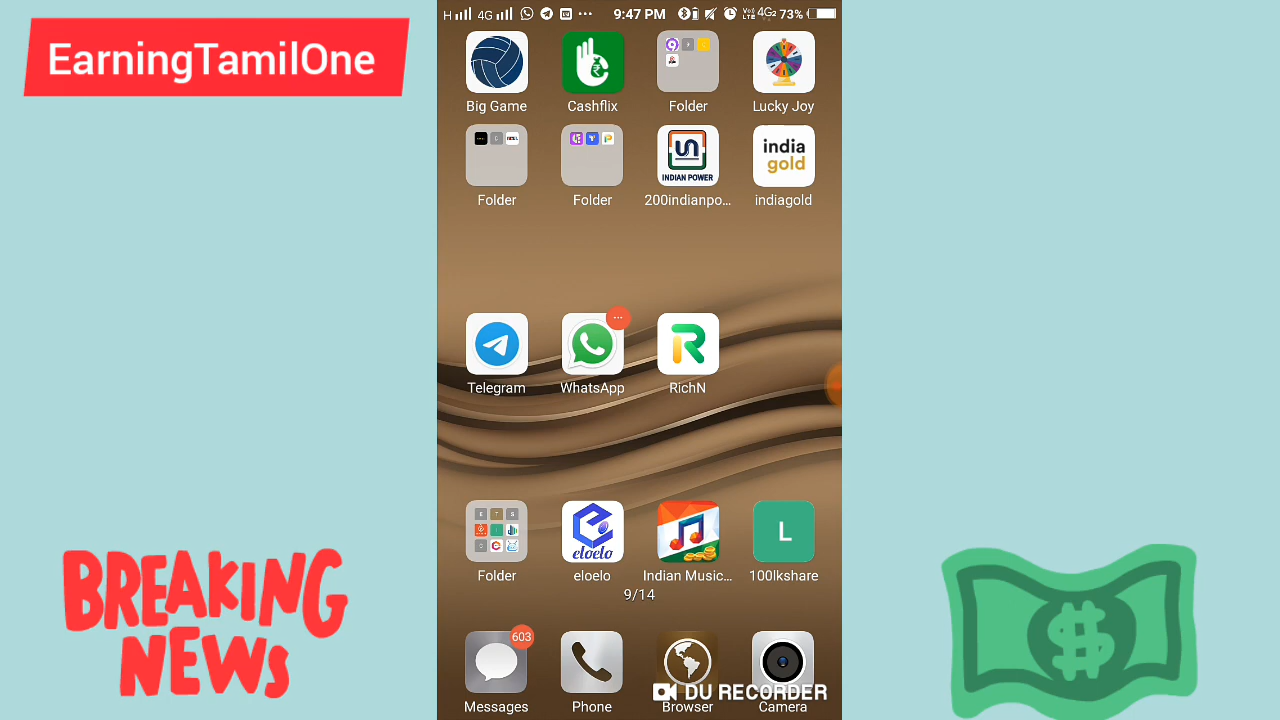 EarningTamilOne
H 4G 9:47 PM 4G2 73%
Big Game Cashflix Folder Lucky Joy
INDIAN POWER
india
gold
Folder Folder 200indianpo... indiagold
Telegram WhatsApp RichN
eloelo
L
Folder eloelo Indian Music... 100lkshare
9/14
BREAKING
NEWS
603
DU RECORDER
Messages Phone Browser Camera